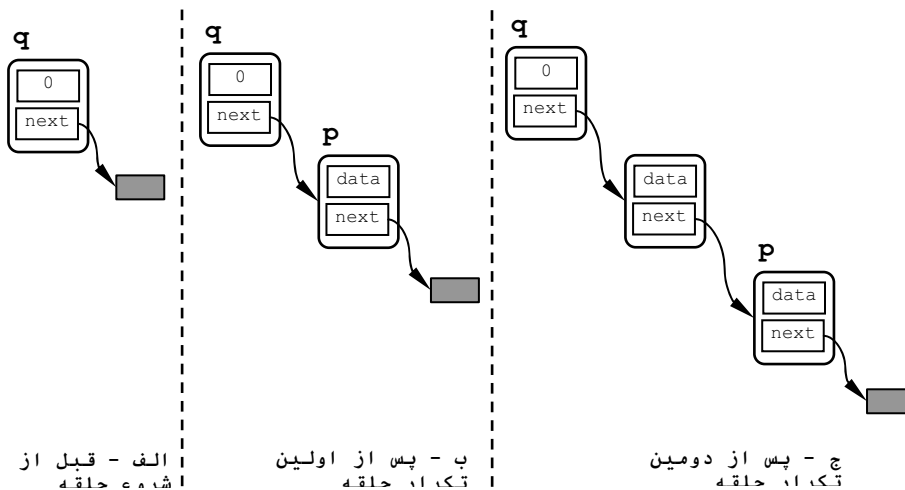 q
0
next
q
0
next
p
data
next
q
0
next
data
next
p
data
next
الف - قبل از
شروع حلقه
ب - پس از اولین
تکرار حلقه
ج - پس از دومین
تکرار حلقه